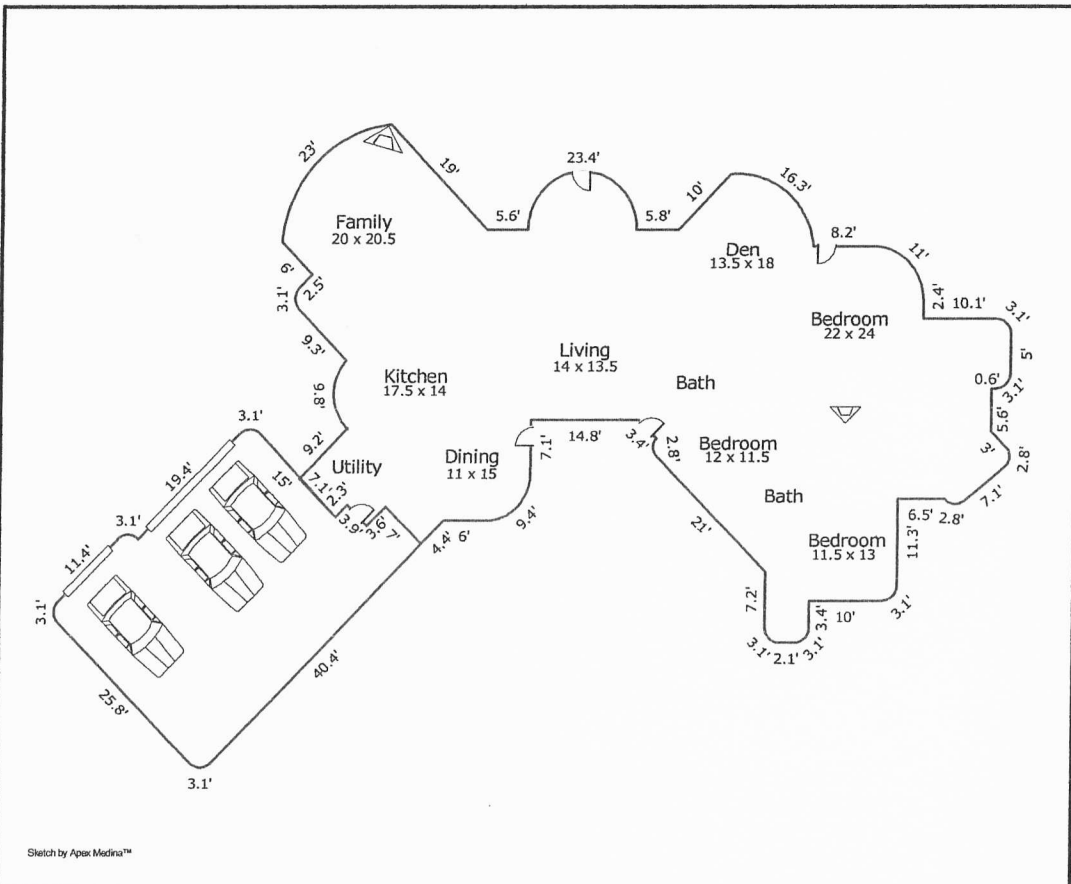 23'
19'
23.4'
5.6'
5.8'
10'
16.3'
8.2'
11'
Family
20 x 20.5
Den
13.5 x 18
6'
2.5'
3.1'
2.4'
10.1'
3.1'
Bedroom
22 x 24
5'
9.3'
Living
14 x 13.5
Kitchen
17.5 x 14
Bath
0.6'
3.1'
9.8'
5.6'
3.1'
9.2'
14.8'
3.4'
2.8'
Bedroom
12 x 11.5
3'
2.8'
7.1'
Dining
11 x 15
Utility
19.4'
15'
7.1'
2.3'
3.9'
3'
.6'
7'
4.4'
6'
9.4'
21'
Bath
6.5'
2.8'
7.1'
3.1'
11.4'
Bedroom
11.5 x 13
11.3'
3.1'
7.2'
3.4'
10'
3.1'
3.1'
2.1'
3.1'
40.4'
25.8'
3.1'
Sketch by Apex Medina™